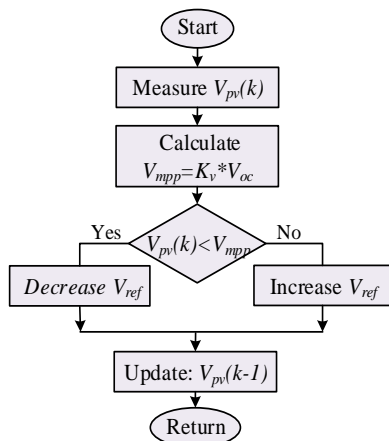 Start
Measure V_pv(k)
Calculate
V_mpp=K_v*V_oc
Yes
V_pv(k)<V_mpp
No
Decrease V_ref
Increase V_ref
Update: V_pv(k-1)
Return